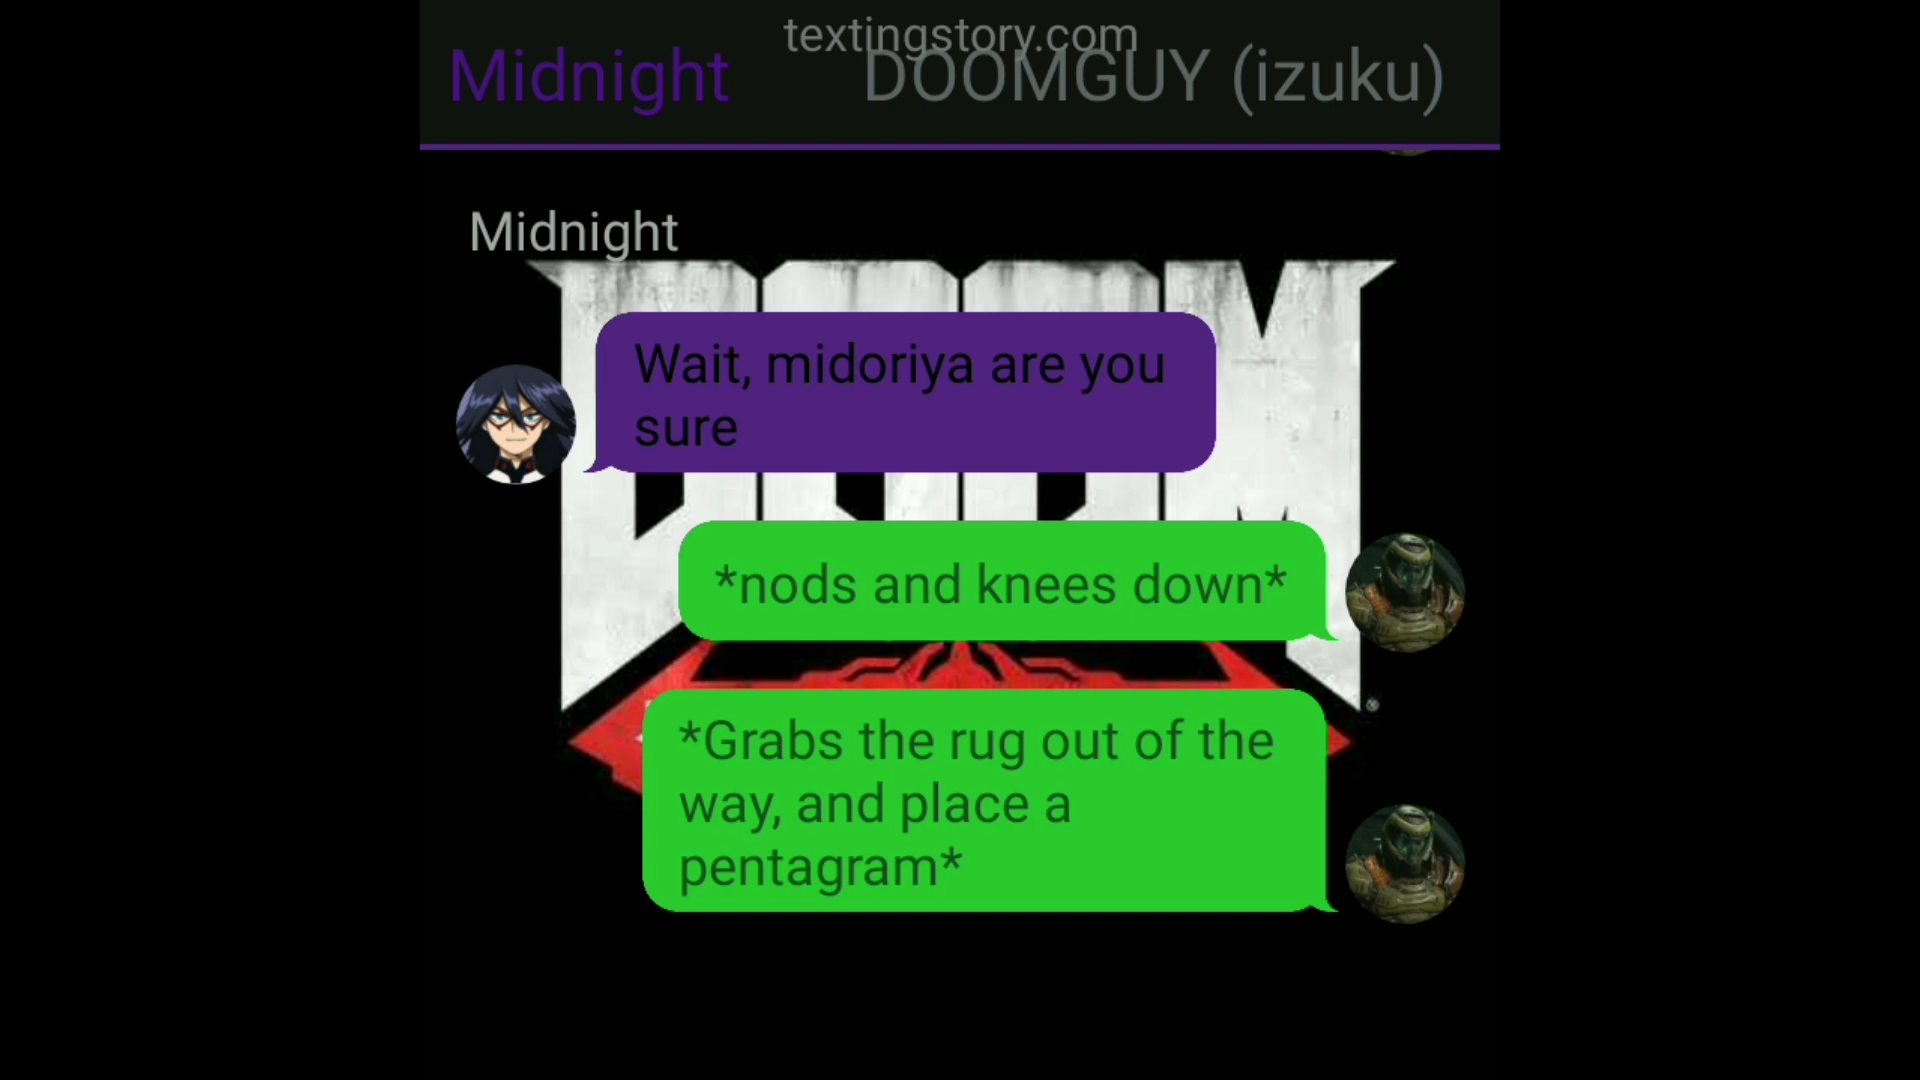 textingstory.com
Midnight DOOMGUY (izuku)
Midnight
DOOM
Wait, midoriya are you
sure
*nods and knees down*
*Grabs the rug out of the
way, and place a
pentagram*